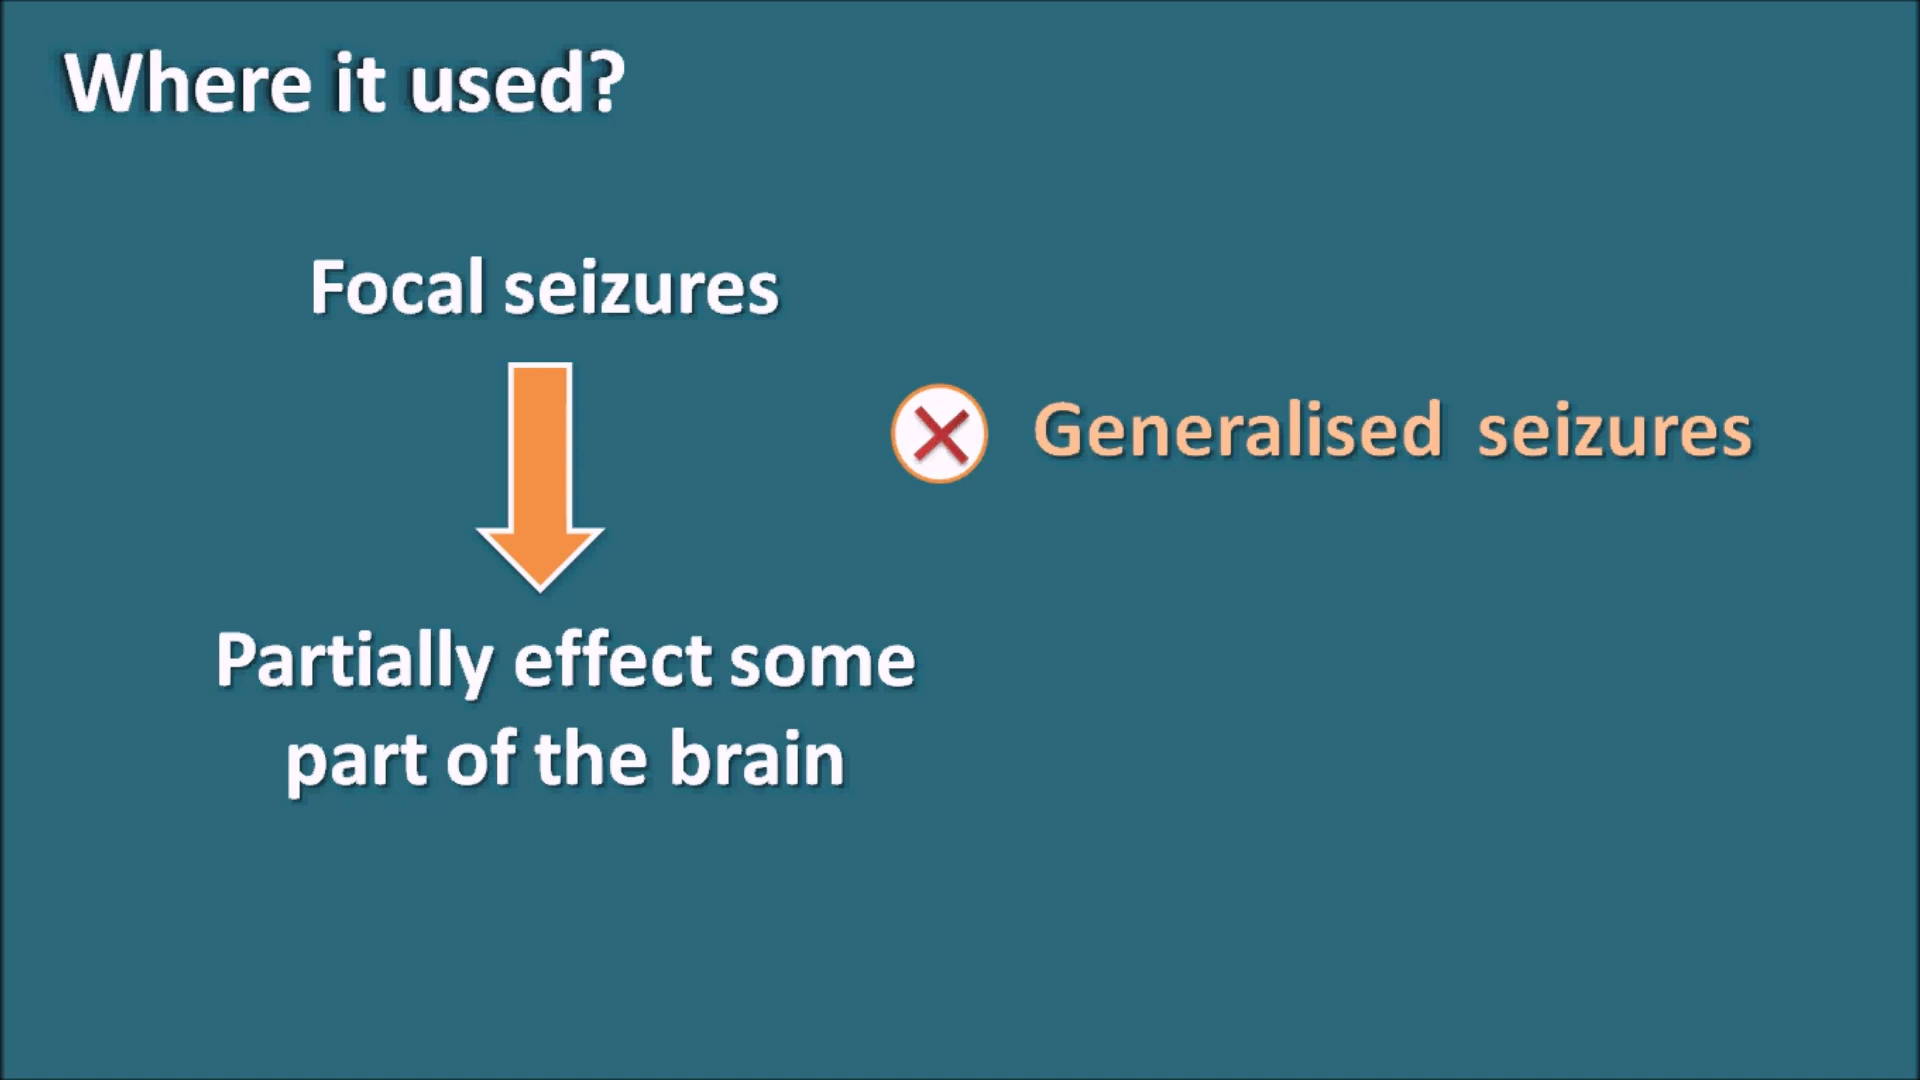 Where it used?
Focal seizures
Generalised seizures
Partially effect some
part of the brain